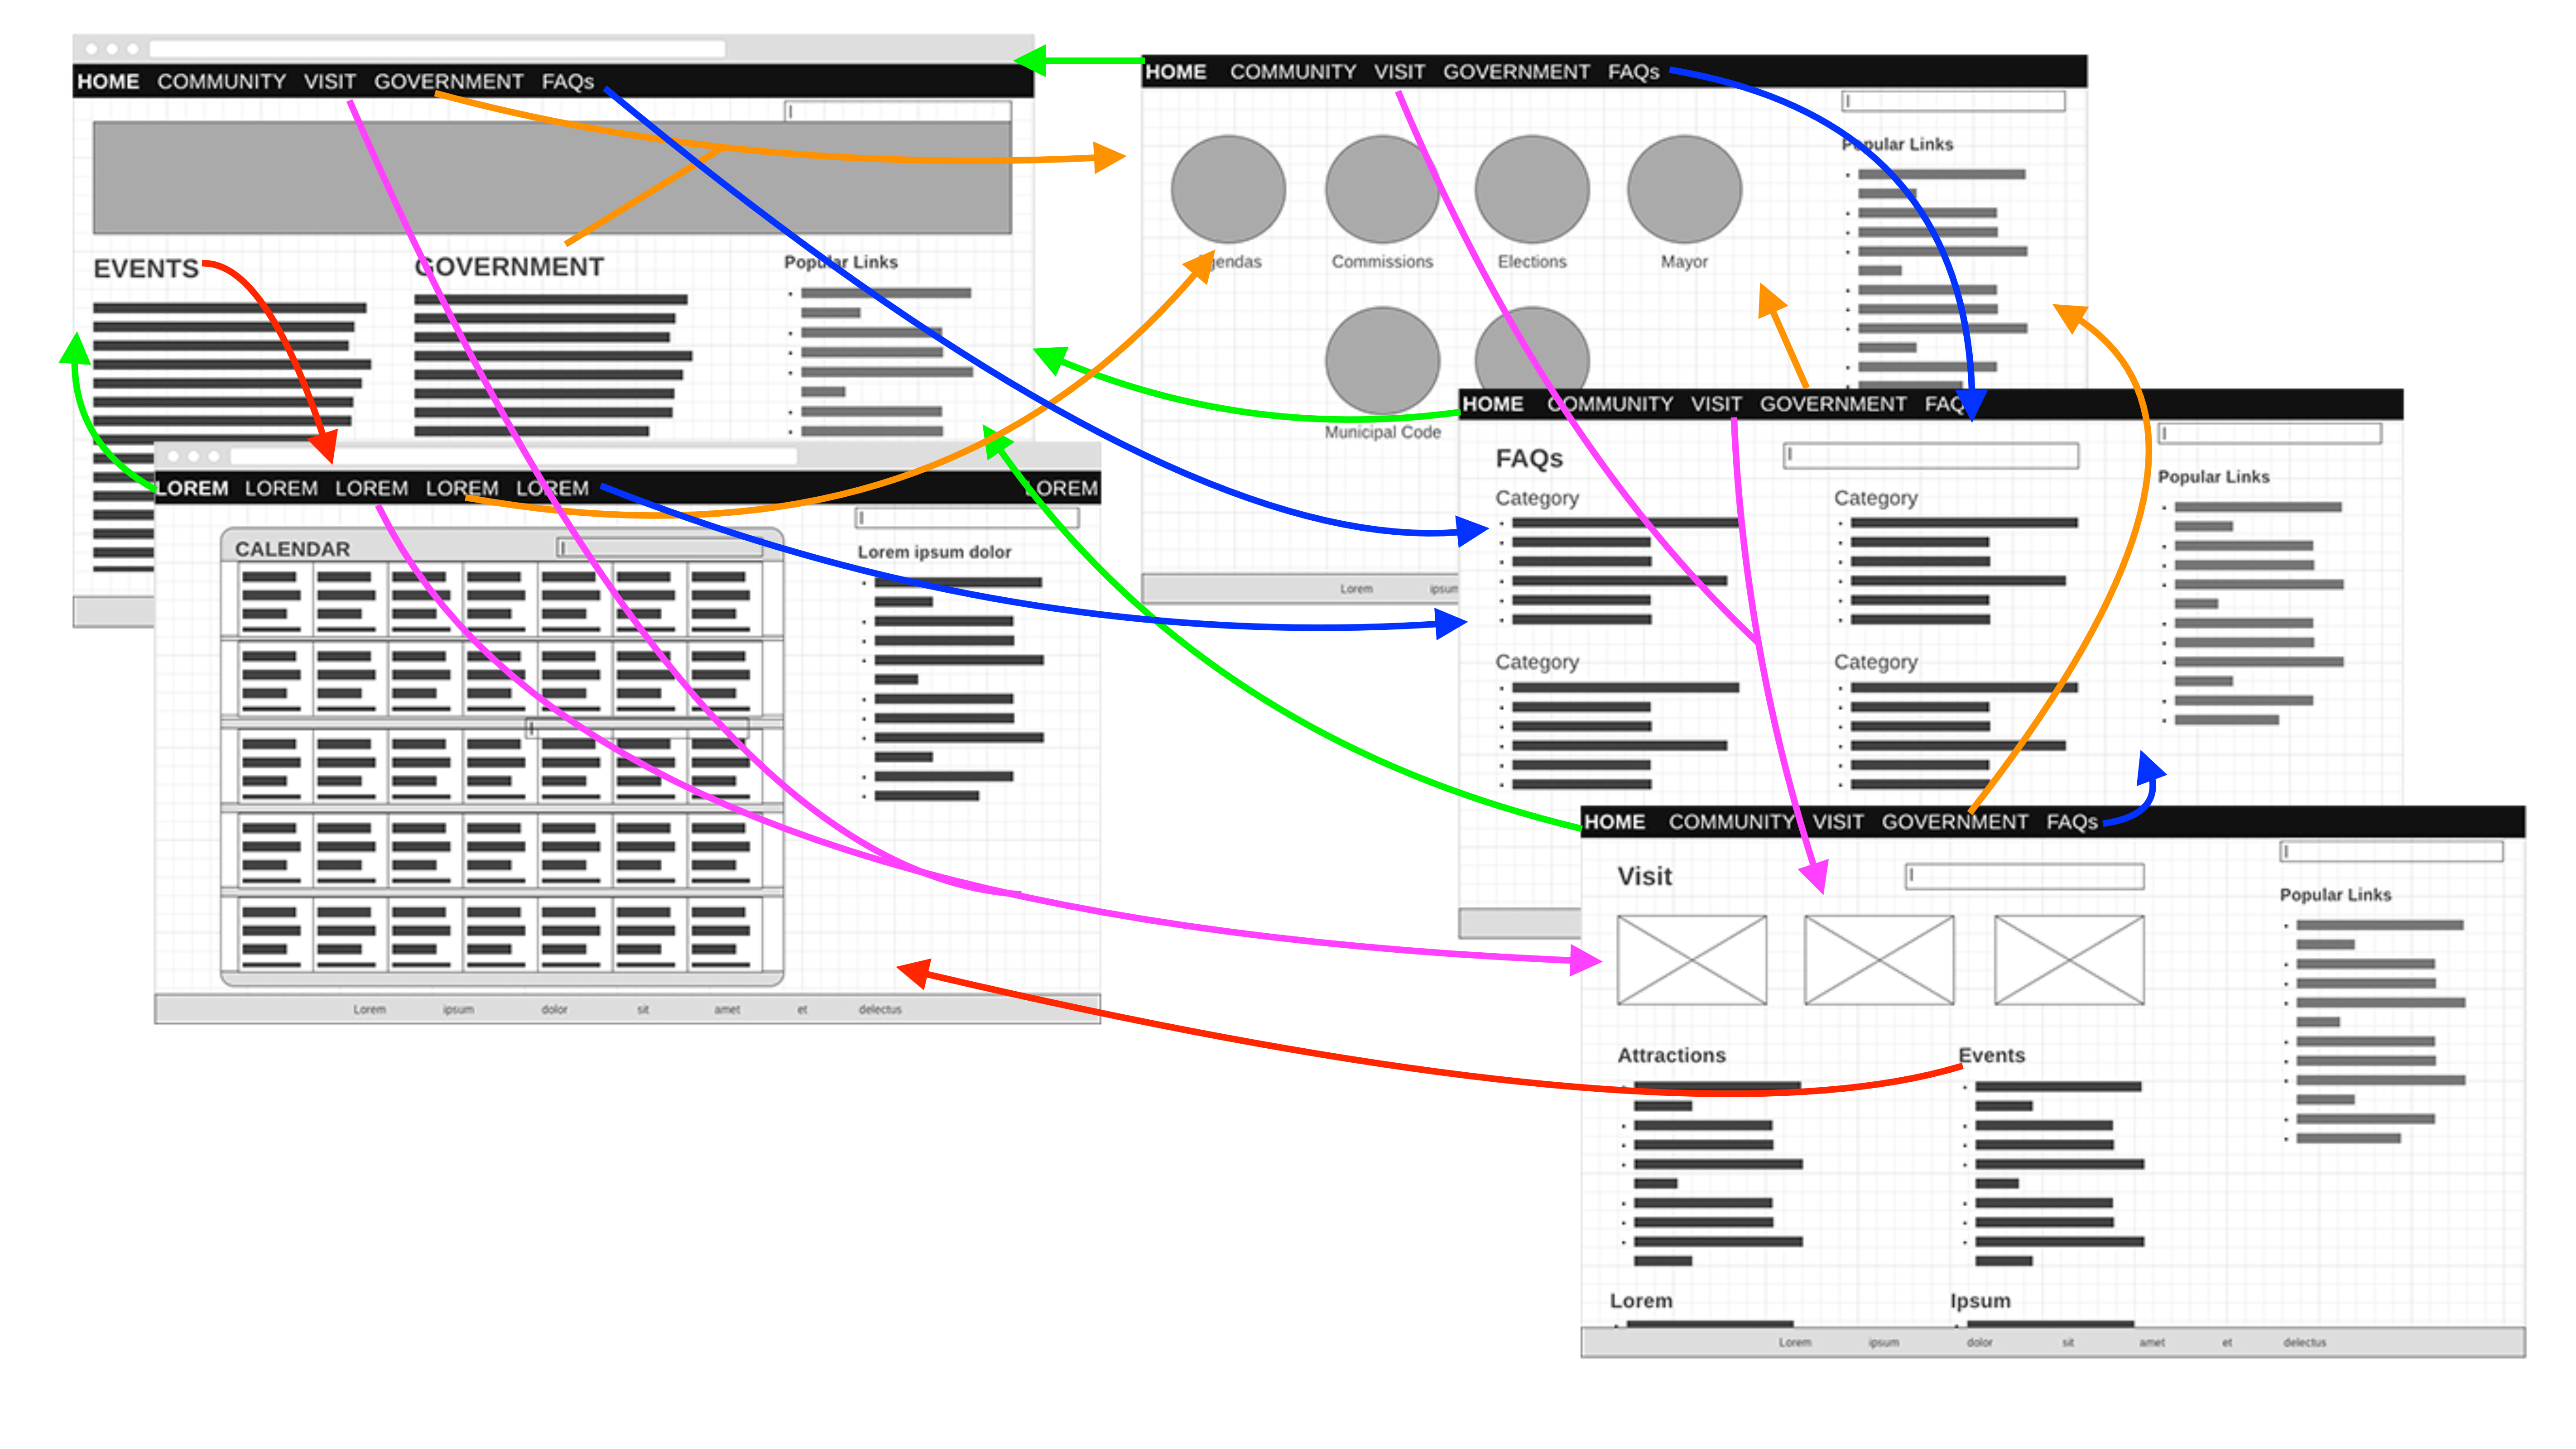 HOME COMMUNITY VISIT GOVERNMENT FAQs
EVENTS
GOVERNMENT
Popular Links
HOME COMMUNITY VISIT GOVERNMENT FAQs
Popular Links
Agendas
Commissions
Elections
Mayor
Municipal Code
Lorem
ipsum
LOREM LOREM LOREM LOREM LOREM LOREM
CALENDAR
Lorem ipsum dolor
Lorem ipsum dolor sit amet et delectus
HOME COMMUNITY VISIT GOVERNMENT FAQ
FAQs
Popular Links
Category
Category
Category
Category
HOME COMMUNITY VISIT GOVERNMENT FAQs
Visit
Popular Links
Attractions
Events
Lorem
Ipsum
Lorem ipsum dolor sit amet et delectus